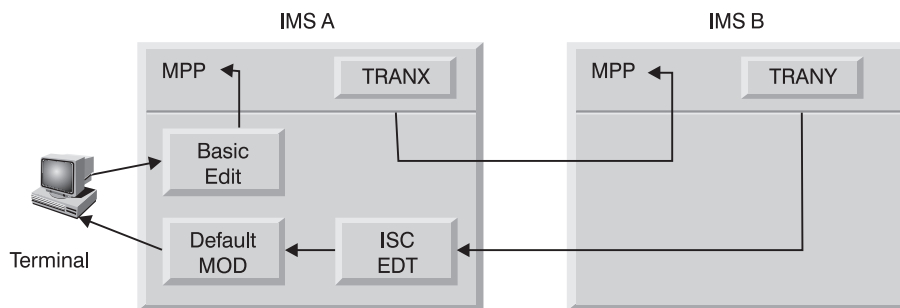 IMS A
IMS B
MPP
TRANX
MPP
TRANY
Basic
Edit
Terminal
Default
MOD
ISC
EDT